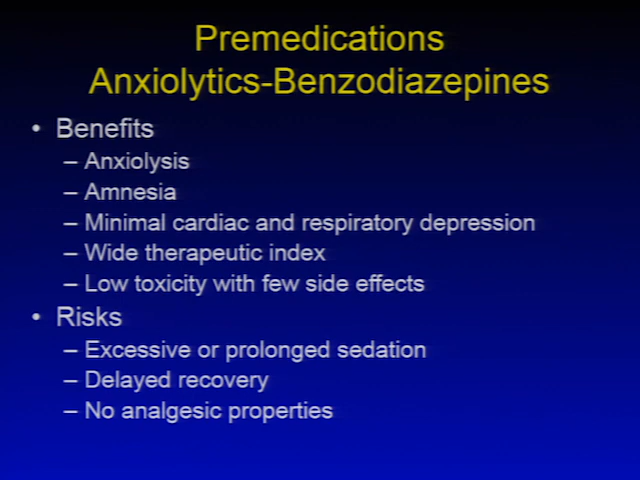 Premedications
Anxiolytics-Benzodiazepines
• Benefits
– Anxiolysis
– Amnesia
– Minimal cardiac and respiratory depression
– Wide therapeutic index
– Low toxicity with few side effects
• Risks
– Excessive or prolonged sedation
– Delayed recovery
– No analgesic properties